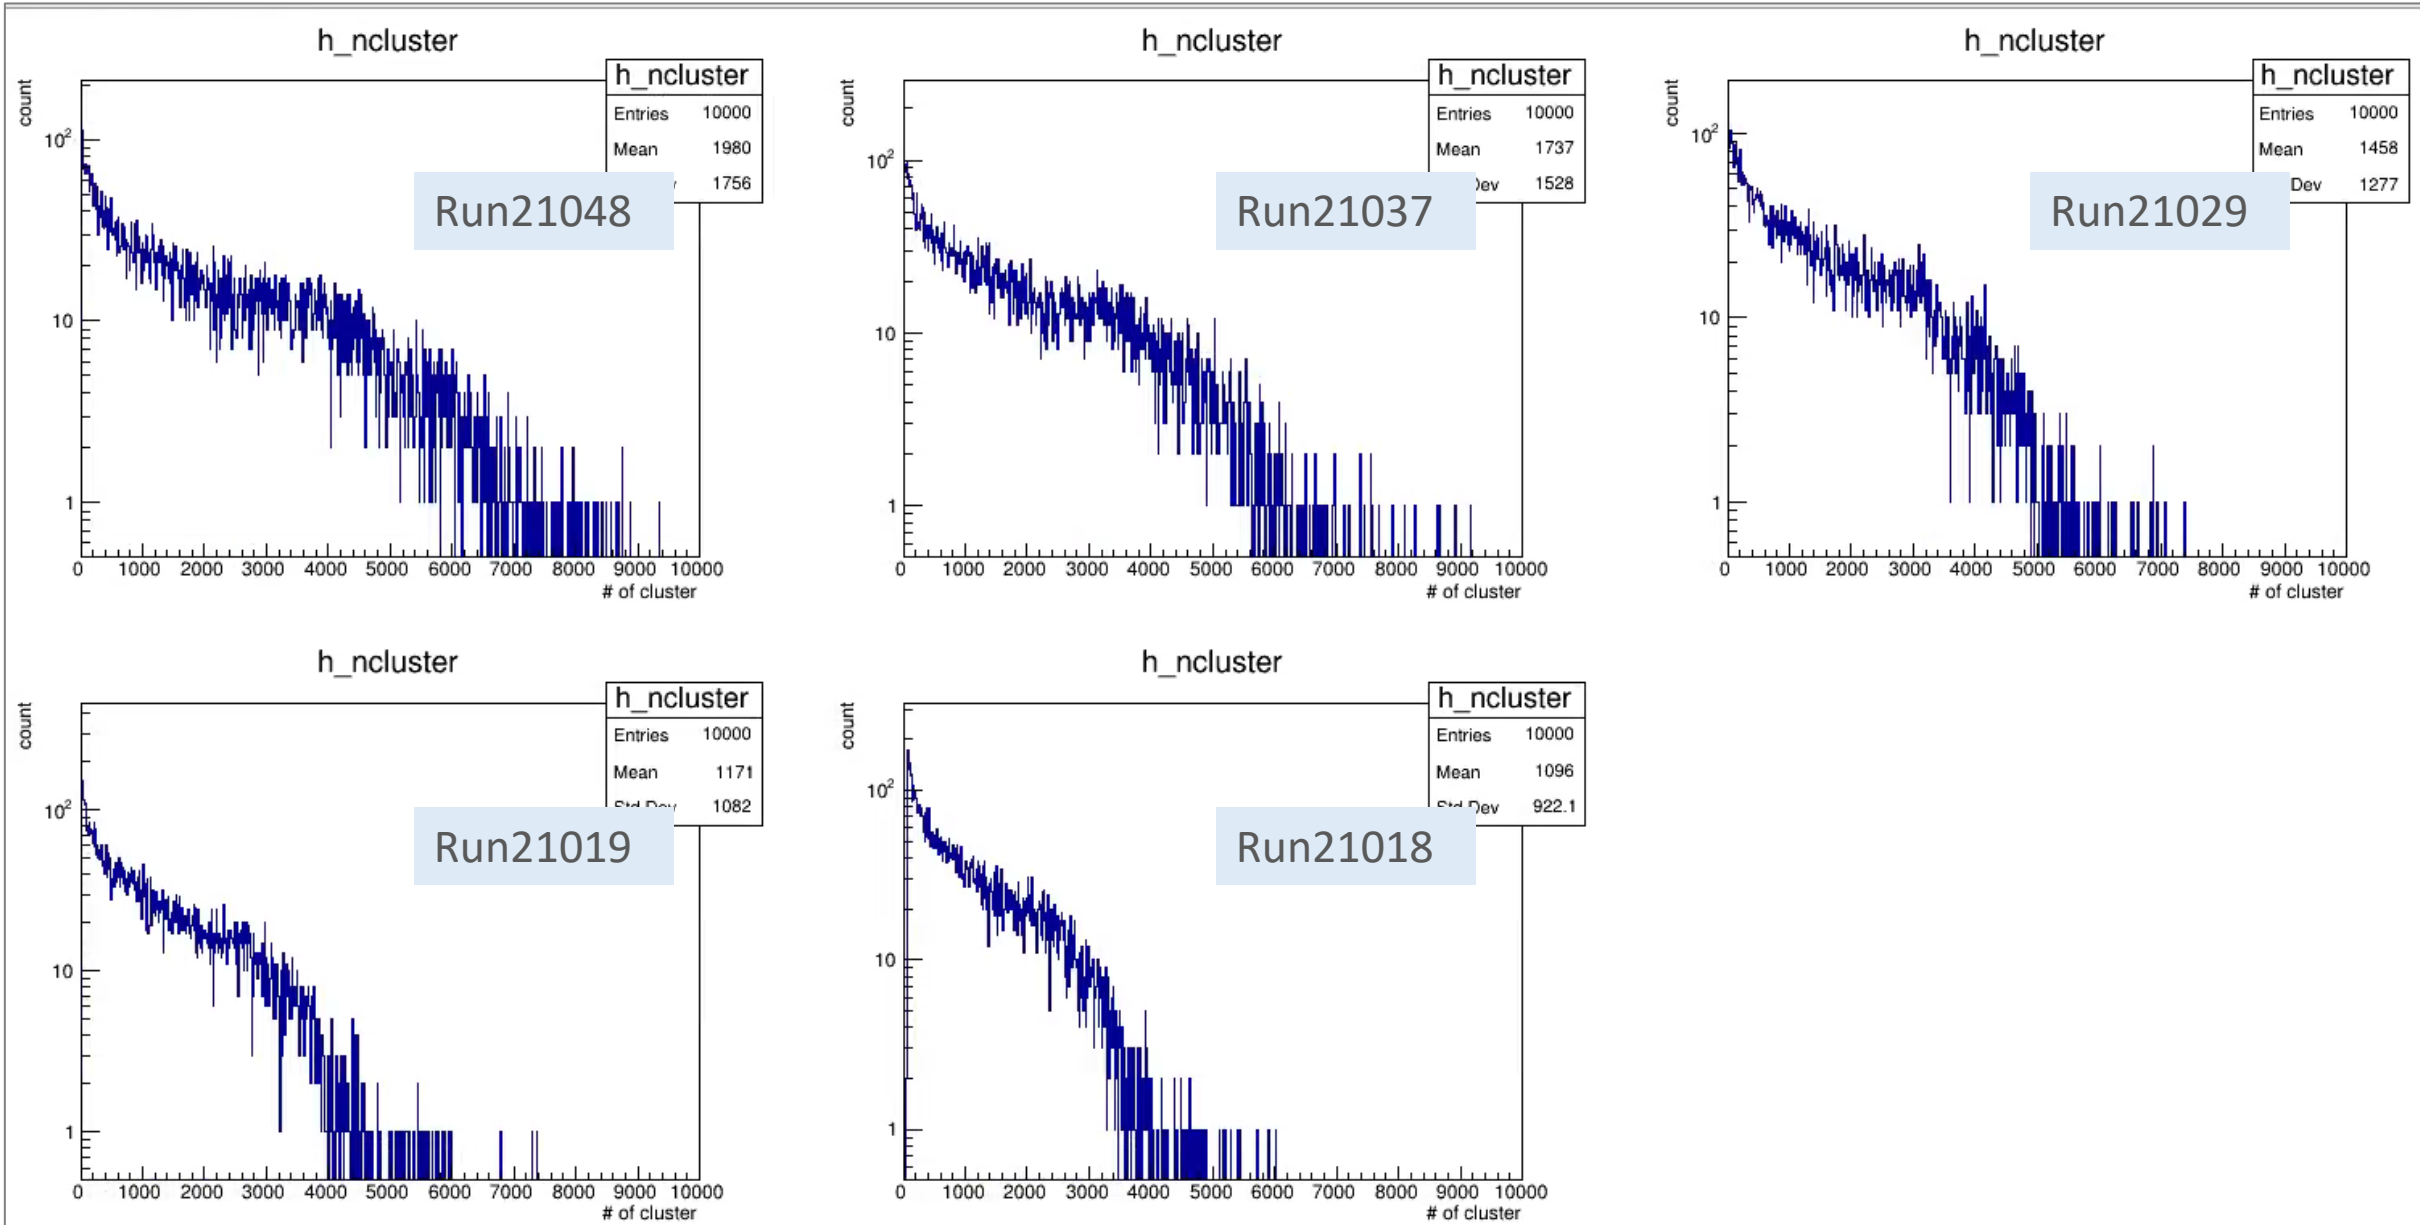 h_ncluster
count
h_ncluster
Entries 10000
Mean 1980
1756
Run21048
10²
10
1
0 1000 2000 3000 4000 5000 6000 7000 8000 9000 10000
# of cluster
h_ncluster
count
h_ncluster
Entries 10000
Mean 1737
Dev 1528
Run21037
10²
10
1
0 1000 2000 3000 4000 5000 6000 7000 8000 9000 10000
# of cluster
h_ncluster
count
h_ncluster
Entries 10000
Mean 1458
Dev 1277
Run21029
10²
10
1
0 1000 2000 3000 4000 5000 6000 7000 8000 9000 10000
# of cluster
h_ncluster
count
h_ncluster
Entries 10000
Mean 1171
Std Dev 1082
Run21019
10²
10
1
0 1000 2000 3000 4000 5000 6000 7000 8000 9000 10000
# of cluster
h_ncluster
count
h_ncluster
Entries 10000
Mean 1096
Std Dev 922.1
Run21018
10²
10
1
0 1000 2000 3000 4000 5000 6000 7000 8000 9000 10000
# of cluster